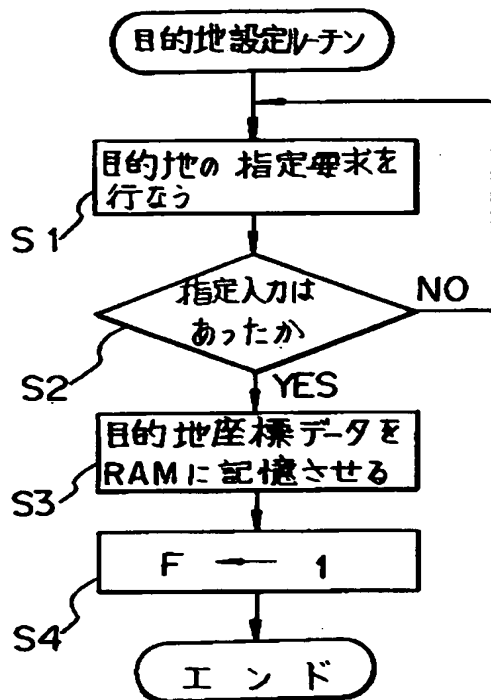 目的地設定ルーチン
目的地の指定要求を
行なう
S1
指定入力は
あったか
NO
S2
YES
目的地座標データを
RAMに記憶させる
S3
F ← 1
S4
エンド